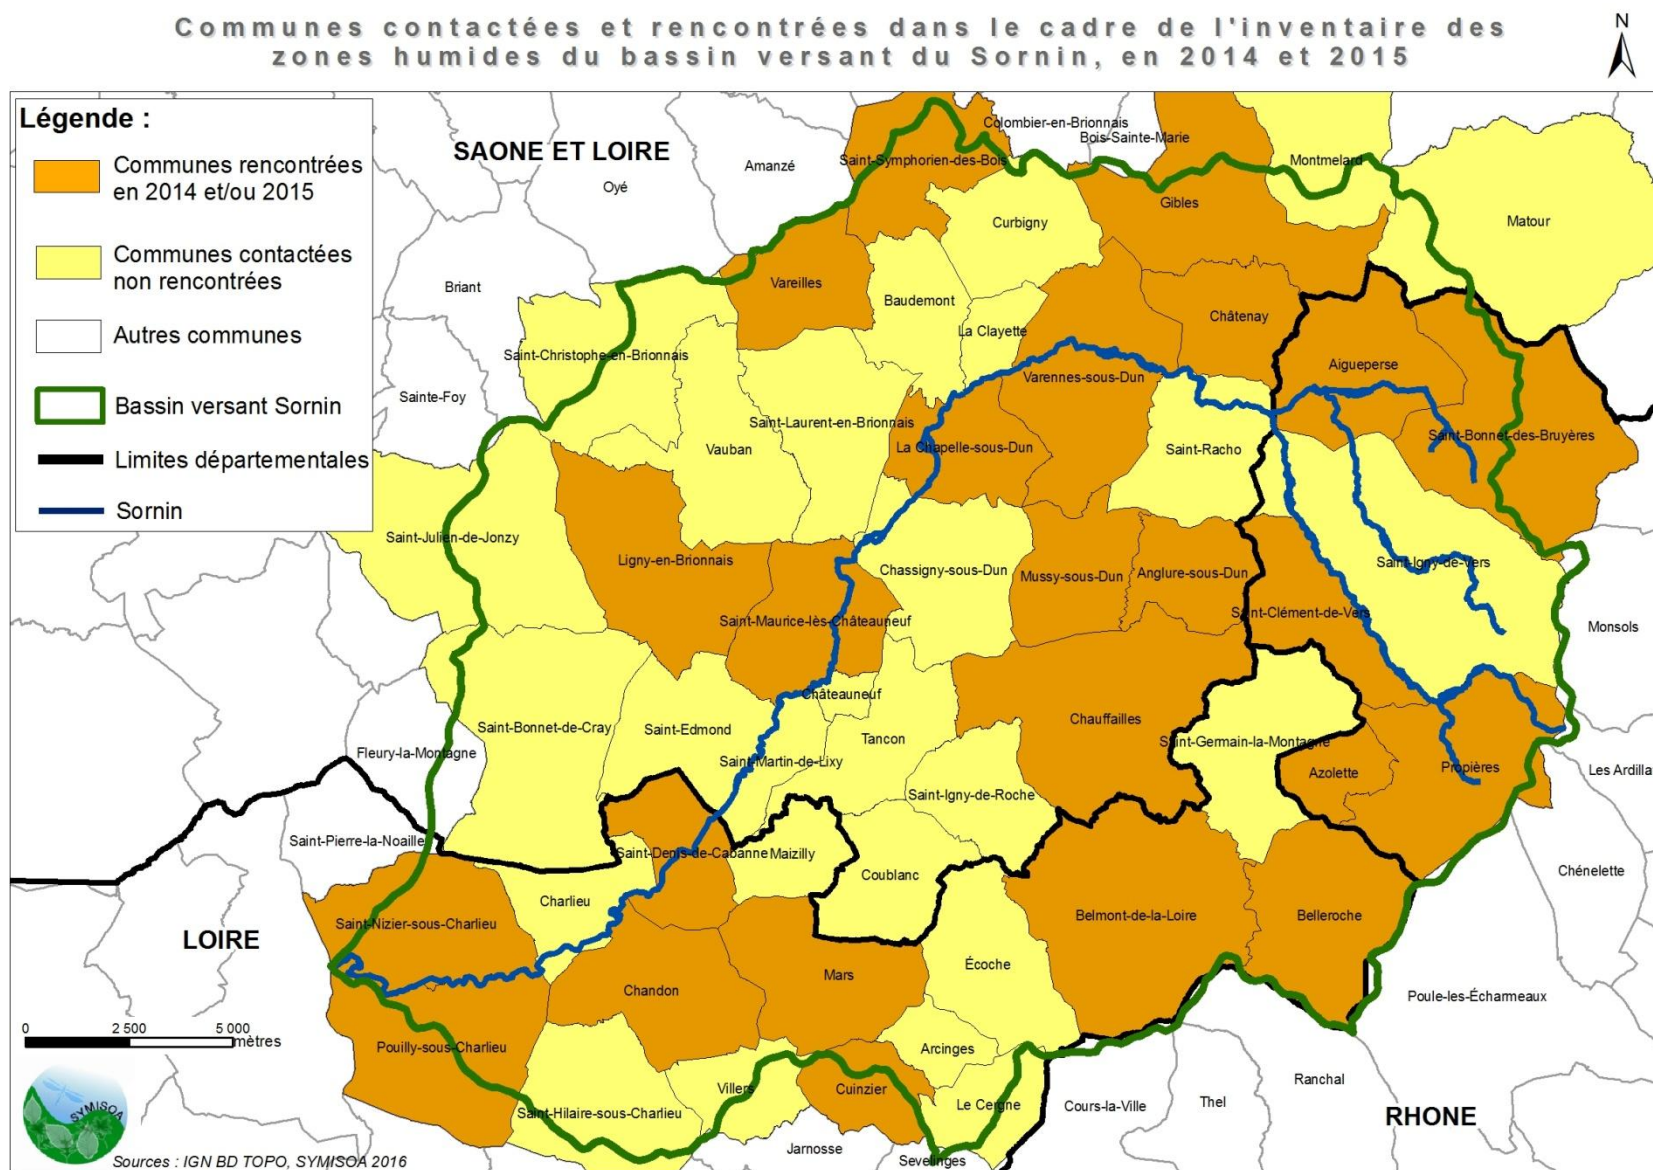 Communes contactées et rencontrées dans le cadre de l'inventaire des
zones humides du bassin versant du Sornin, en 2014 et 2015
N
Légende :
Communes rencontrées
en 2014 et/ou 2015
Communes contactées
non rencontrées
Autres communes
Bassin versant Sornin
Limites départementales
Sornin
SAONE ET LOIRE
Colombier-en-Brionnais
Bois-Sainte-Marie
Amanzé
Saint-Symphorien-des-Bois
Montmelard
Oyé
Gibles
Curbigny
Matour
Vareilles
Briant
Baudemont
Châtenay
La Clayette
Saint-Christophe-en-Brionnais
Aigueperse
Varennes-sous-Dun
Sainte-Foy
Saint-Laurent-en-Brionnais
Saint-Bonnet-des-Bruyères
Vauban
La Chapelle-sous-Dun
Saint-Racho
Saint-Julien-de-Jonzy
Ligny-en-Brionnais
Chassigny-sous-Dun
Mussy-sous-Dun
Anglure-sous-Dun
Saint-Igny-de-Vers
Saint-Maurice-lès-Châteauneuf
Saint-Clément-de-Vers
Monsols
Châteauneuf
Saint-Bonnet-de-Cray
Saint-Edmond
Chauffailles
Tancon
Saint-Germain-la-Montagne
Fleury-la-Montagne
Saint-Martin-de-Lixy
Azolette
Propières
Les Ardilla
Saint-Igny-de-Roche
Saint-Pierre-la-Noaille
Saint-Denis-de-Cabanne
Maizilly
Charlieu
Coublanc
Chénelette
LOIRE
Saint-Nizier-sous-Charlieu
Belmont-de-la-Loire
Belleroche
Écoche
Mars
Chandon
Poule-les-Écharmeaux
0 2 500 5 000
mètres
Pouilly-sous-Charlieu
Arcinges
Villers
Cuinzier
Ranchal
Saint-Hilaire-sous-Charlieu
Le Cergne
Cours-la-Ville
Thel
RHONE
SYMISOA
Jarnosse
Sevelinges
Sources : IGN BD TOPO, SYMISOA 2016